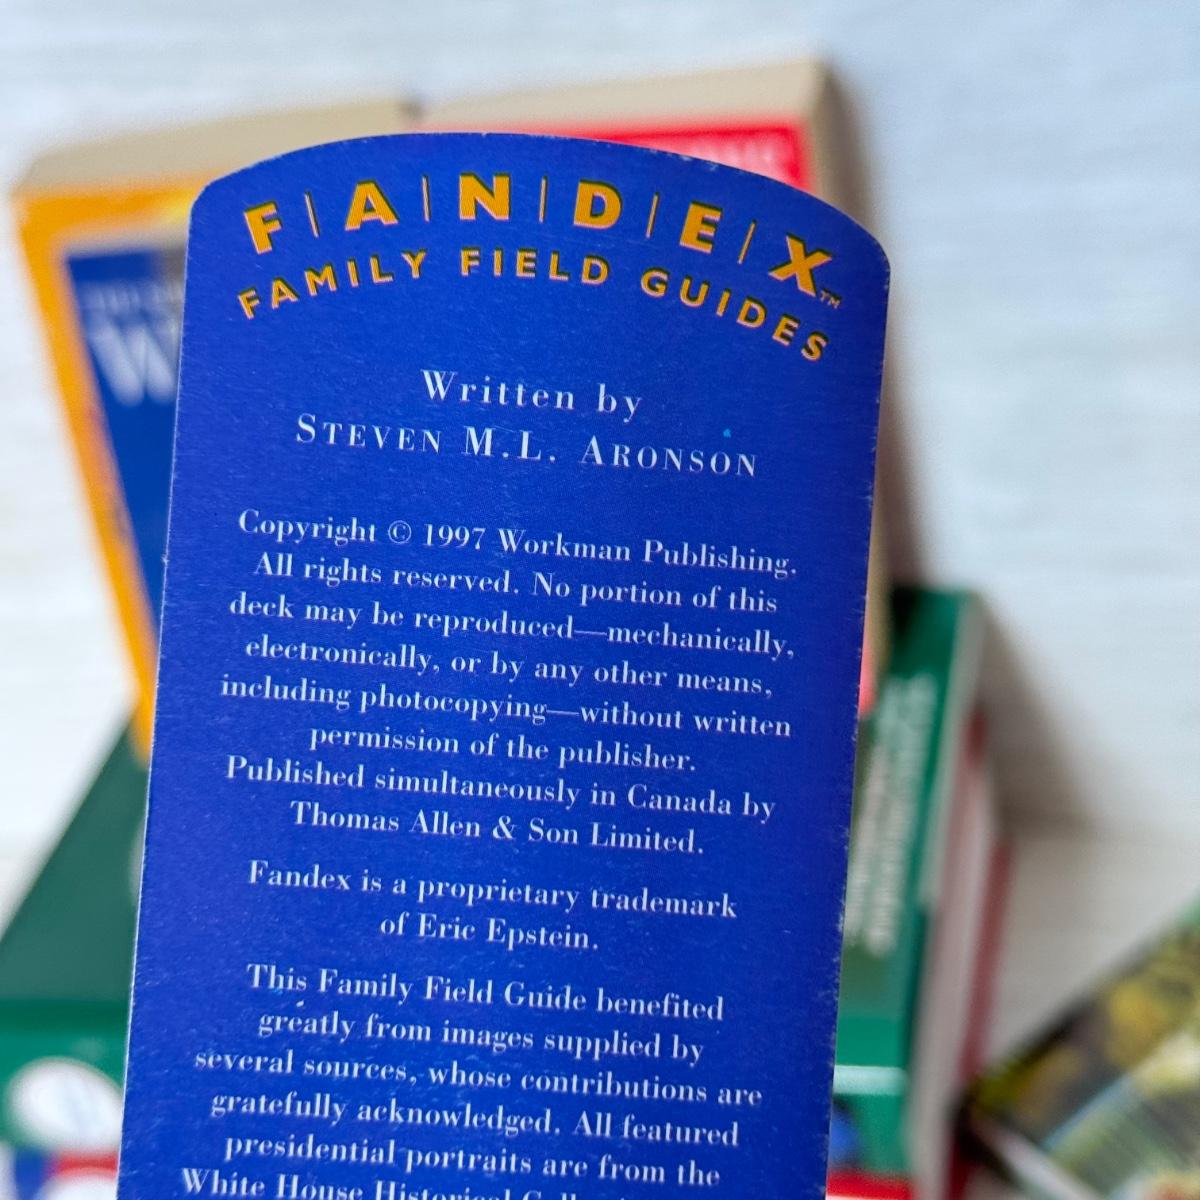 F|A|N|D|E|X™
FAMILY FIELD GUIDES
Written by
STEVEN M.L. ARONSON
Copyright © 1997 Workman Publishing.
All rights reserved. No portion of this
deck may be reproduced—mechanically,
electronically, or by any other means,
including photocopying—without written
permission of the publisher.
Published simultaneously in Canada by
Thomas Allen & Son Limited.
Fandex is a proprietary trademark
of Eric Epstein.
This Family Field Guide benefited
greatly from images supplied by
several sources, whose contributions are
gratefully acknowledged. All featured
presidential portraits are from the
White House Historical